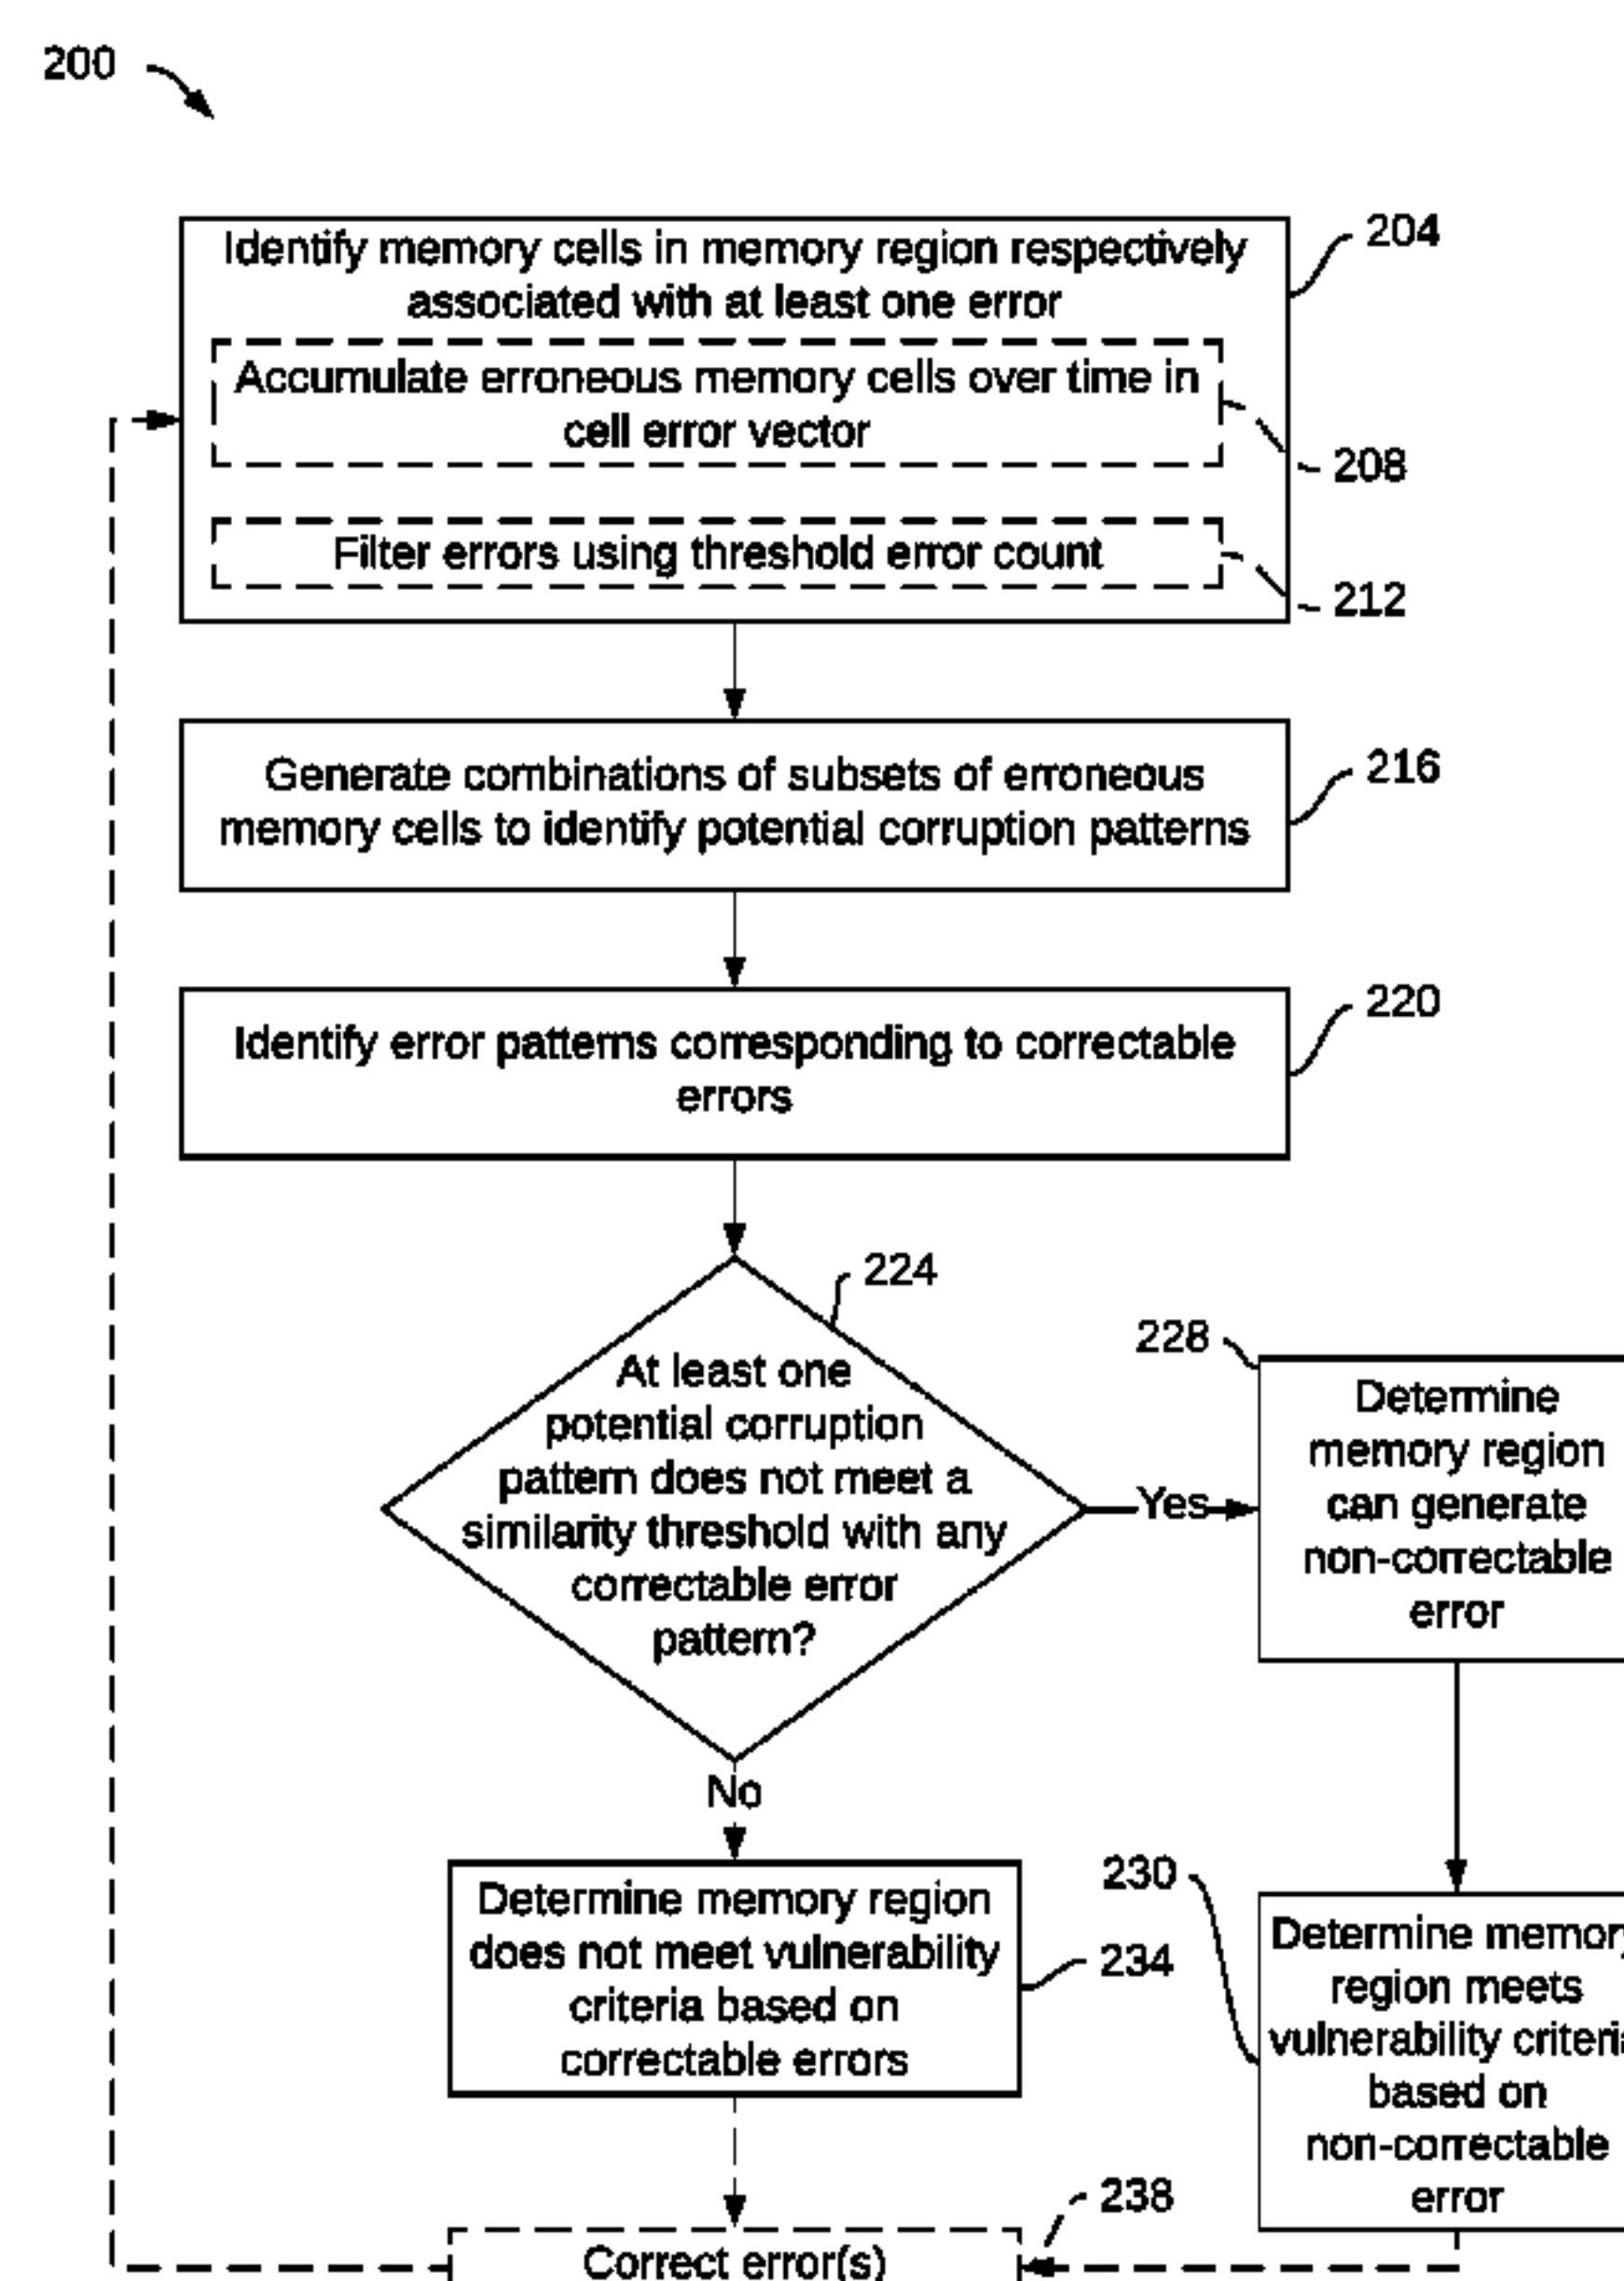 200
204
Identify memory cells in memory region respectively
associated with at least one error
Accumulate erroneous memory cells over time in
cell error vector
208
Filter errors using threshold error count
212
Generate combinations of subsets of erroneous
memory cells to identify potential corruption patterns
216
Identify error patterns corresponding to correctable
errors
220
224
At least one
potential corruption
pattern does not meet a
similarity threshold with any
correctable error
pattern?
Yes
228
Determine
memory region
can generate
non-correctable
error
No
Determine memory region
does not meet vulnerability
criteria based on
correctable errors
234
230
Determine memory
region meets
vulnerability criteria
based on
non-correctable
error
238
Correct error(s)